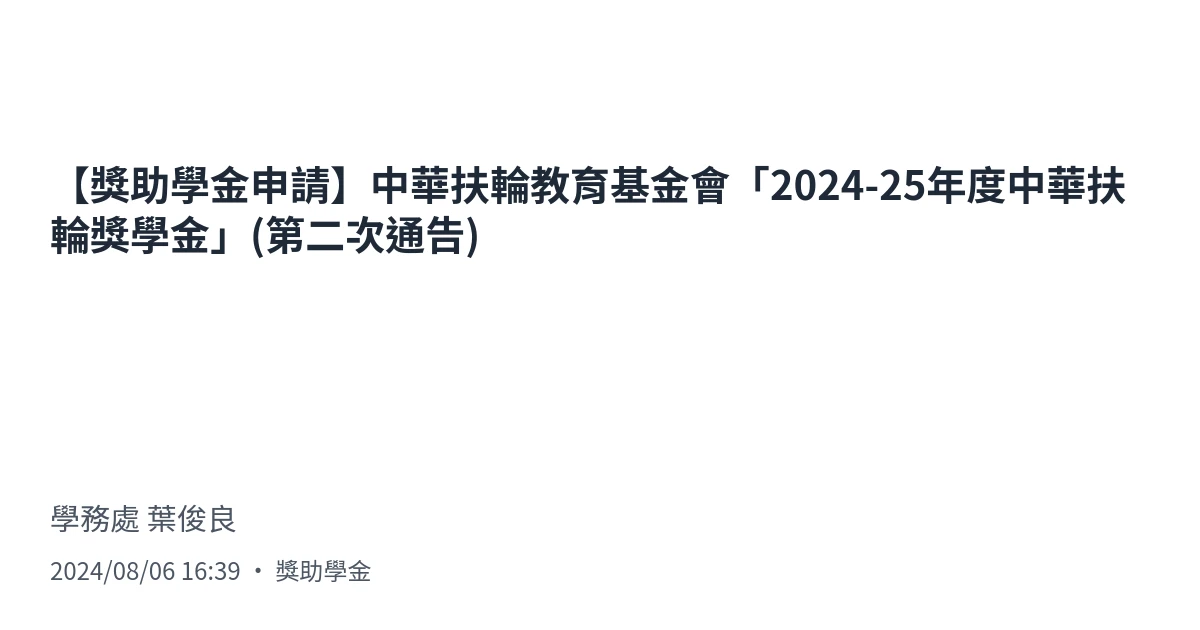 【獎助學金申請】中華扶輪教育基金會「2024-25年度中華扶
輪獎學金」(第二次通告)
學務處 葉俊良
2024/08/06 16:39 · 獎助學金